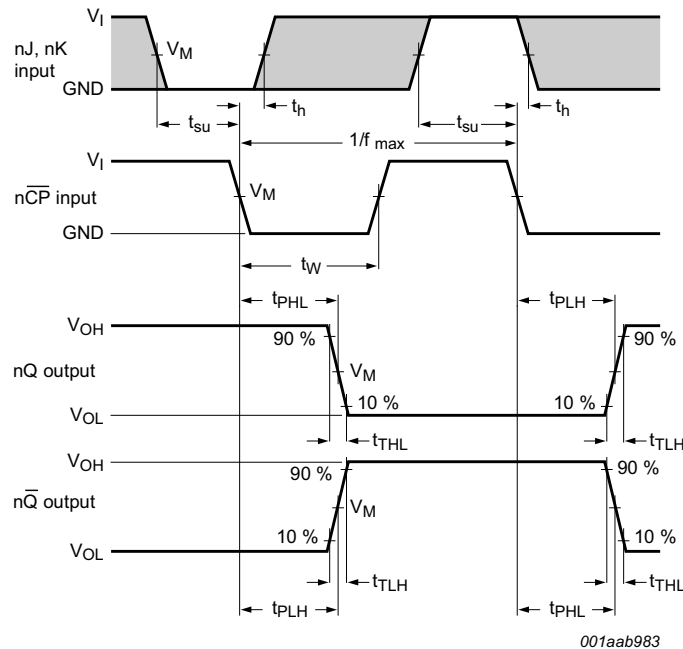 V_I
nJ, nK
input
V_M
GND
t_su
t_h
t_su
t_h
1/f_max
V_I
nC̅P̅ input
V_M
GND
t_W
t_PHL
t_PLH
V_OH
90 %
90 %
nQ output
V_M
10 %
10 %
V_OL
t_THL
t_TLH
V_OH
90 %
90 %
nQ̅ output
V_M
10 %
10 %
V_OL
t_TLH
t_THL
t_PLH
t_PHL
001aab983